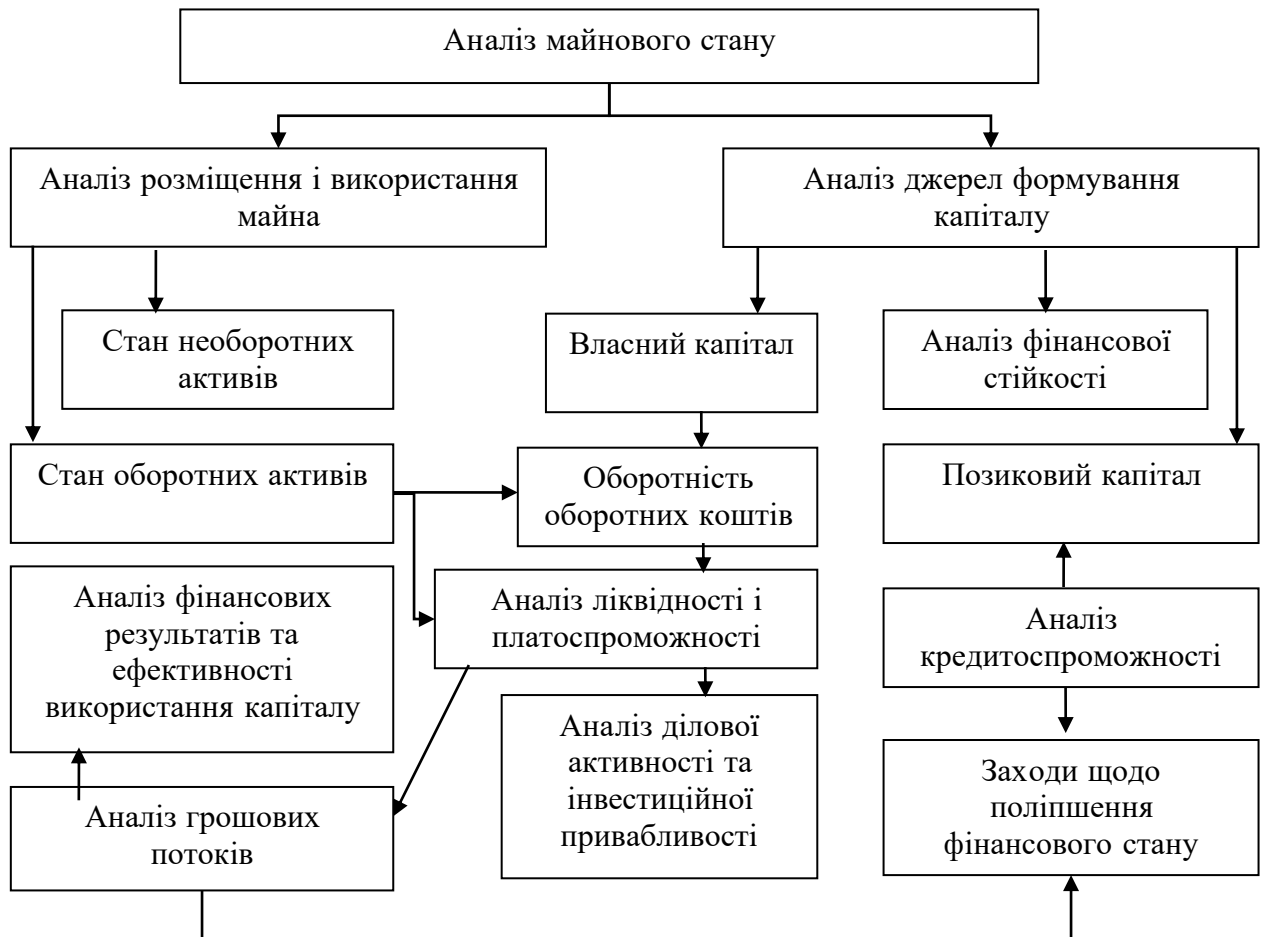 Аналіз майнового стану
Аналіз розміщення і використання
майна
Аналіз джерел формування
капіталу
Стан необоротних
активів
Власний капітал
Аналіз фінансової
стійкості
Стан оборотних активів
Оборотність
оборотних коштів
Позиковий капітал
Аналіз фінансових
результатів та
ефективності
використання капіталу
Аналіз ліквідності і
платоспроможності
Аналіз
кредитоспроможності
Аналіз ділової
активності та
інвестиційної
привабливості
Заходи щодо
поліпшення
фінансового стану
Аналіз грошових
потоків